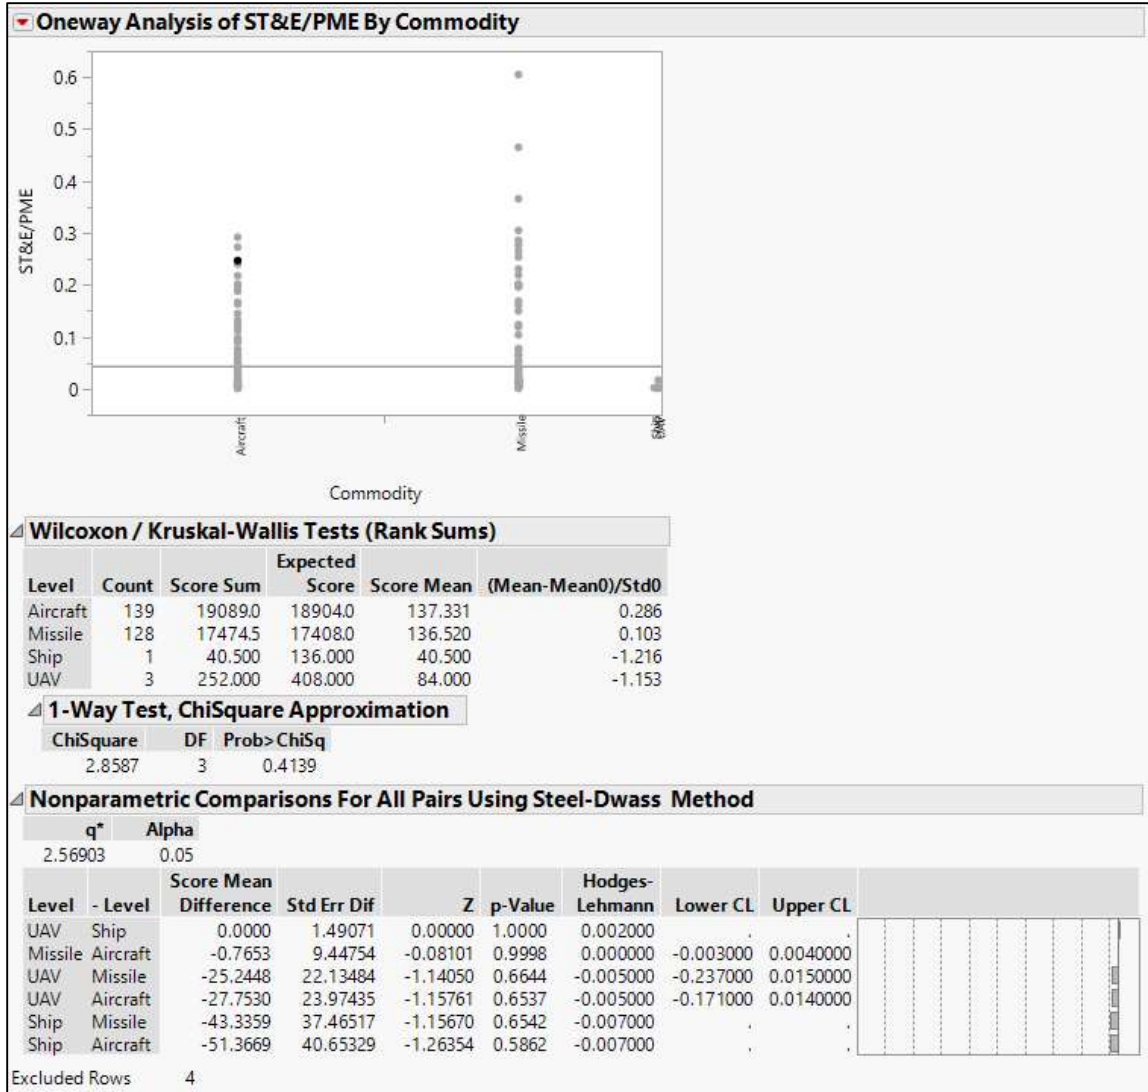 Oneway Analysis of ST&E/PME By Commodity
0.6
0.5
0.4
0.3
0.2
0.1
0
ST&E/PME
Aircraft
Missile
Ship
UAV
Commodity
Wilcoxon / Kruskal-Wallis Tests (Rank Sums)
Level Count Score Sum Expected Score Score Mean (Mean-Mean0)/Std0
Aircraft 139 19089.0 18904.0 137.331 0.286
Missile 128 17474.5 17408.0 136.520 0.103
Ship 1 40.500 136.000 40.500 -1.216
UAV 3 252.000 408.000 84.000 -1.153
1-Way Test, ChiSquare Approximation
ChiSquare DF Prob>ChiSq
2.8587 3 0.4139
Nonparametric Comparisons For All Pairs Using Steel-Dwass Method
q* Alpha
2.56903 0.05
Level - Level Score Mean Difference Std Err Dif Z p-Value Hodges-Lehmann Lower CL Upper CL
UAV Ship 0.0000 1.49071 0.00000 1.0000 0.002000 . .
Missile Aircraft -0.7653 9.44754 -0.08101 0.9998 0.000000 -0.003000 0.0040000
UAV Missile -25.2448 22.13484 -1.14050 0.6644 -0.005000 -0.237000 0.0150000
UAV Aircraft -27.7530 23.97435 -1.15761 0.6537 -0.005000 -0.171000 0.0140000
Ship Missile -43.3359 37.46517 -1.15670 0.6542 -0.007000 . .
Ship Aircraft -51.3669 40.65329 -1.26354 0.5862 -0.007000 . .
Excluded Rows 4